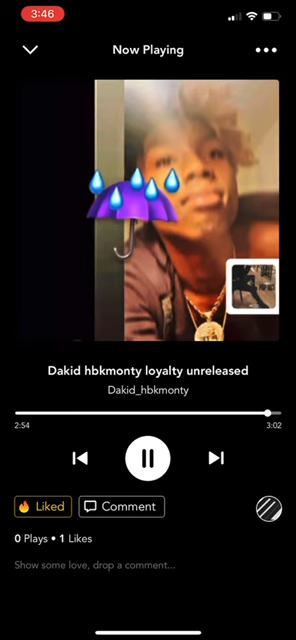 3:46
Now Playing
Dakid hbkmonty loyalty unreleased
Dakid_hbkmonty
2:54 3:02
Liked Comment
0 Plays • 1 Likes
Show some love, drop a comment...